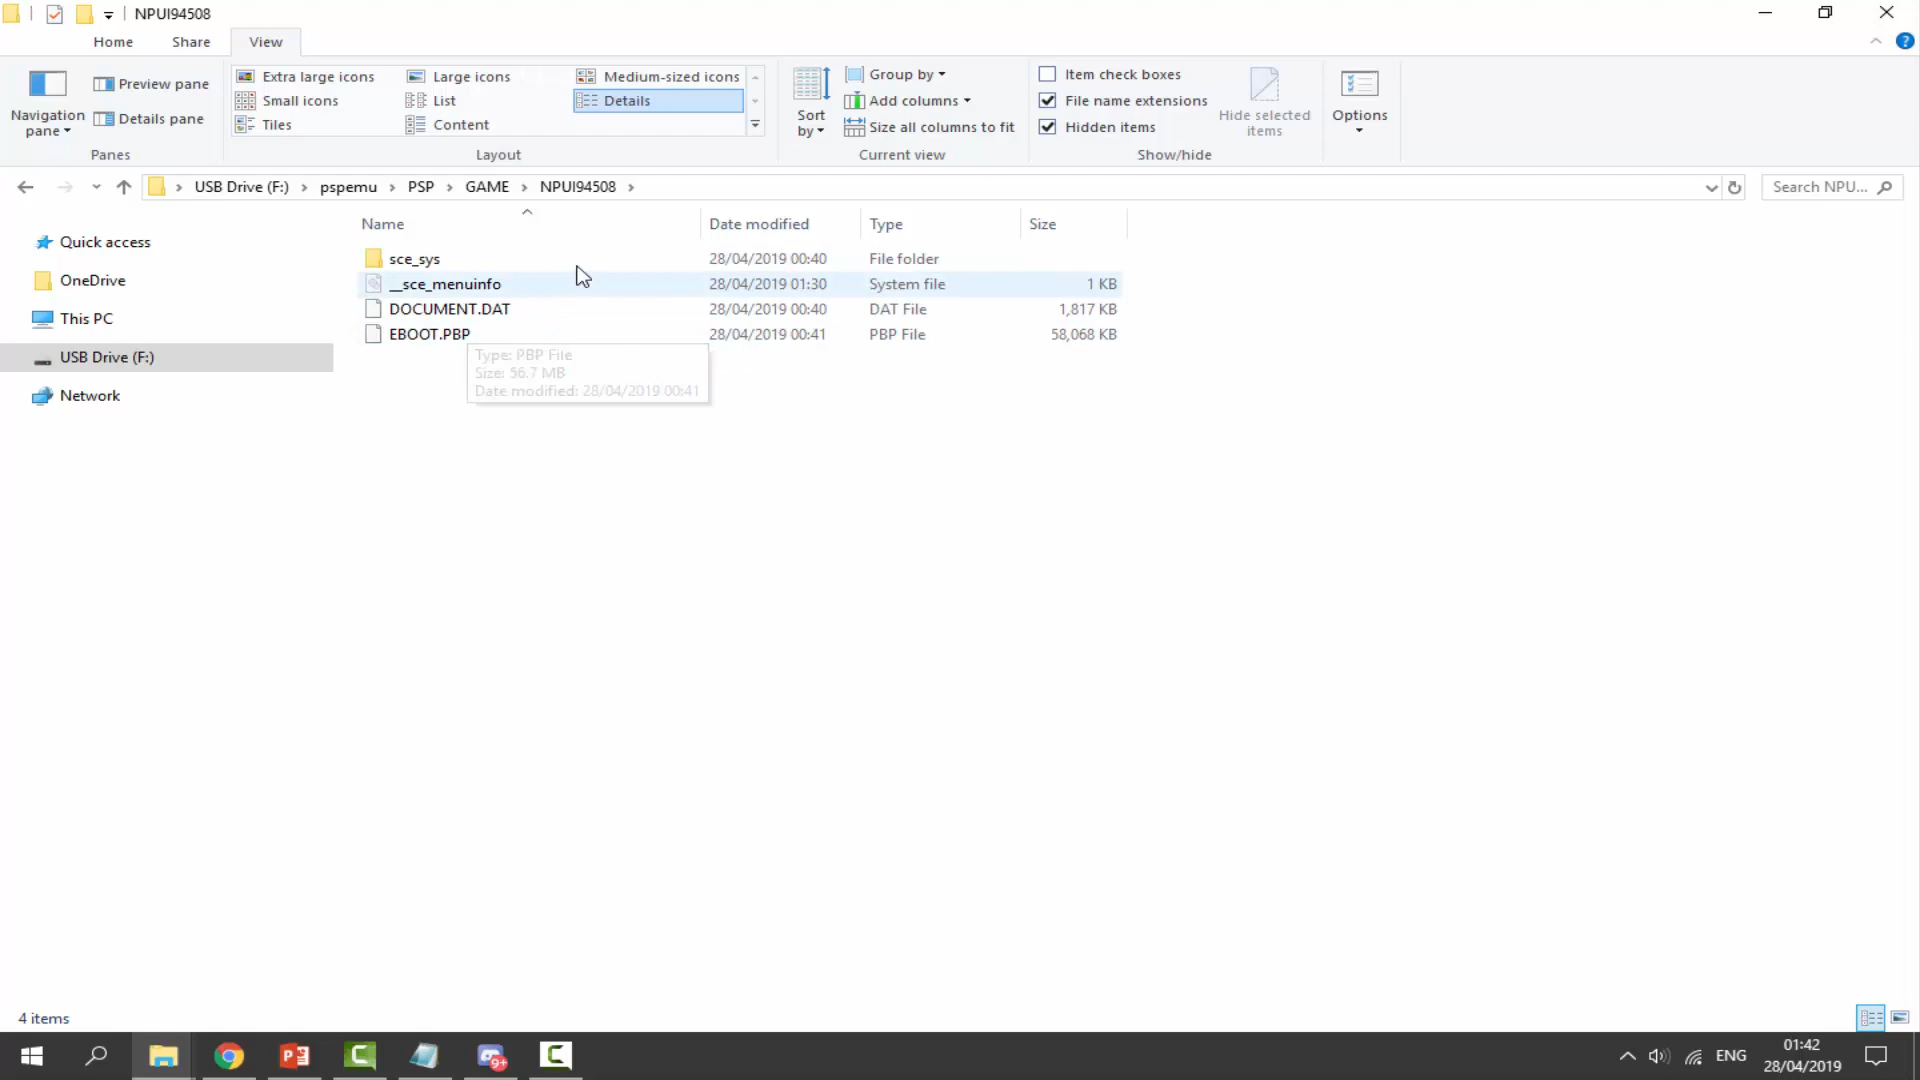 NPUI94508
Home Share View
Navigation pane
Preview pane
Details pane
Panes
Extra large icons Large icons Medium-sized icons
Small icons List Details
Tiles Content
Layout
Sort by
Group by
Add columns
Size all columns to fit
Current view
Item check boxes
File name extensions
Hidden items
Hide selected items
Show/hide
Options
USB Drive (F:) > pspemu > PSP > GAME > NPUI94508 >
Search NPU...
Quick access
OneDrive
This PC
USB Drive (F:)
Network
Name Date modified Type Size
sce_sys 28/04/2019 00:40 File folder
__sce_menuinfo 28/04/2019 01:30 System file 1 KB
DOCUMENT.DAT 28/04/2019 00:40 DAT File 1,817 KB
EBOOT.PBP 28/04/2019 00:41 PBP File 58,068 KB
Type: PBP File
Size: 56.7 MB
Date modified: 28/04/2019 00:41
4 items
9+
ENG
01:42
28/04/2019